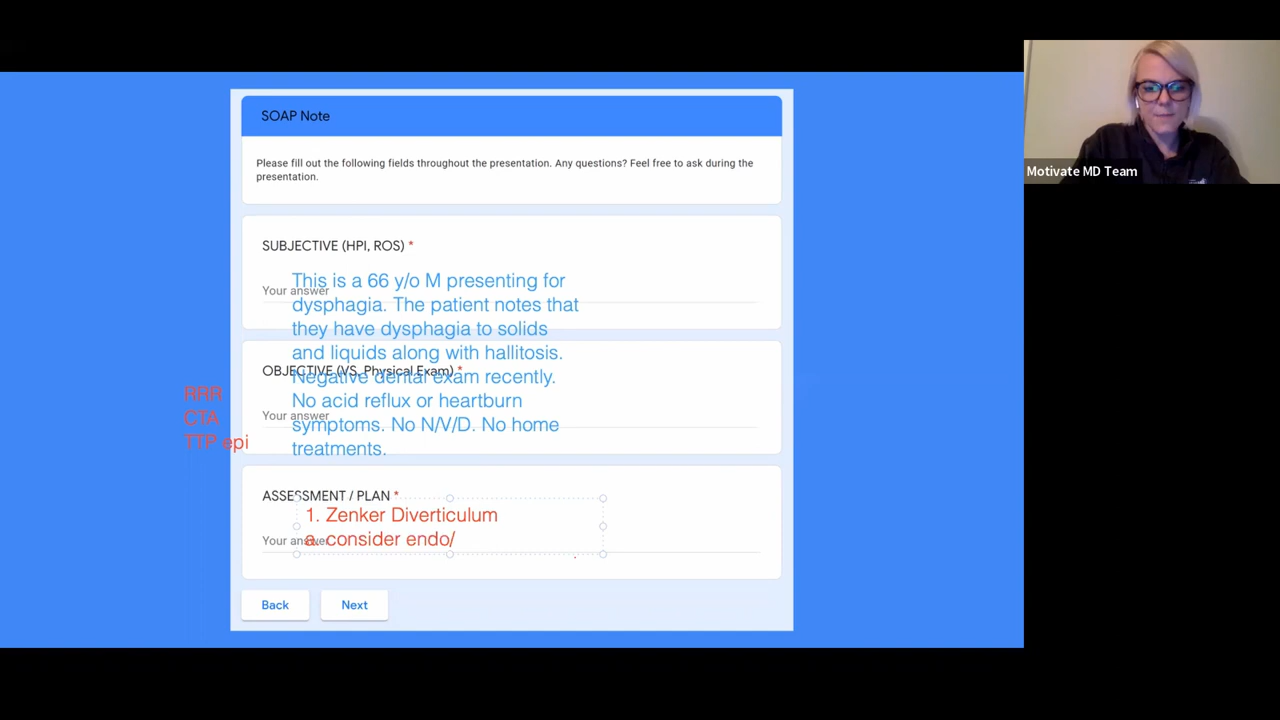 SOAP Note
Please fill out the following fields throughout the presentation. Any questions? Feel free to ask during the
presentation.
SUBJECTIVE (HPI, ROS) *
Your answer
This is a 66 y/o M presenting for
dysphagia. The patient notes that
they have dysphagia to solids
and liquids along with hallitosis.
Negative dental exam recently.
No acid reflux or heartburn
symptoms. No N/V/D. No home
treatments.
OBJECTIVE (VS, Physical Exam) *
Your answer
RRR
CTA
TTP epi
ASSESSMENT / PLAN *
Your answer
1. Zenker Diverticulum
a. consider endo/
Back
Next
Motivate MD Team